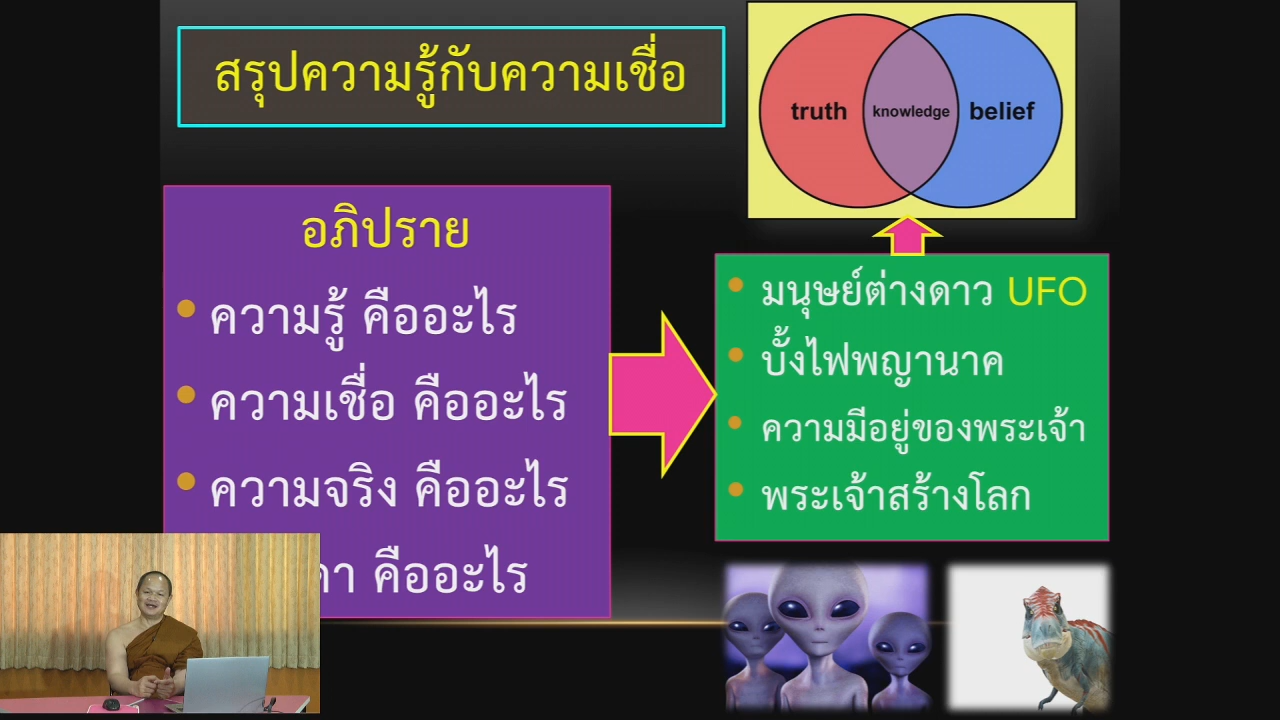 สรุปความรู้กับความเชื่อ
truth knowledge belief
อภิปราย
ความรู้ คืออะไร
ความเชื่อ คืออะไร
ความจริง คืออะไร
คืออะไร
มนุษย์ต่างดาว UFO
บั้งไฟพญานาค
ความมีอยู่ของพระเจ้า
พระเจ้าสร้างโลก